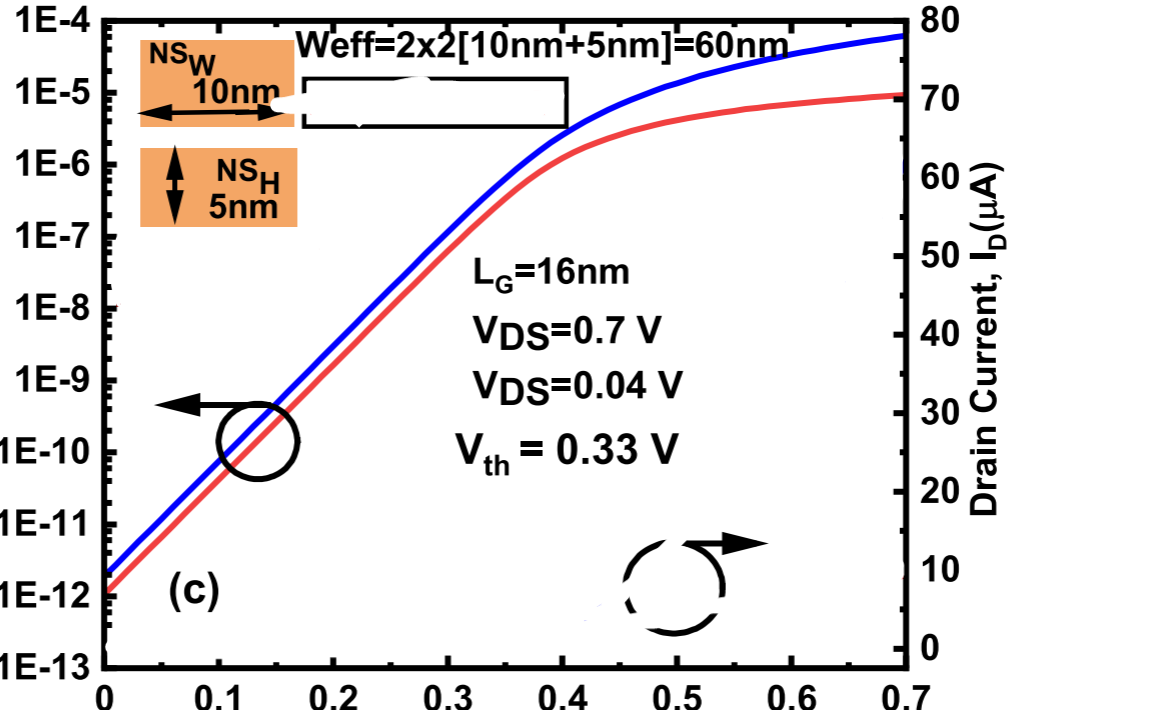 1E-4
1E-5
1E-6
1E-7
1E-8
1E-9
1E-10
1E-11
1E-12
1E-13
NSW
10nm
NSH
5nm
Weff=2x2[10nm+5nm]=60nm
LG=16nm
VDS=0.7 V
VDS=0.04 V
Vth = 0.33 V
(c)
80
70
60
50
40
30
20
10
0
Drain Current, ID(μA)
0 0.1 0.2 0.3 0.4 0.5 0.6 0.7